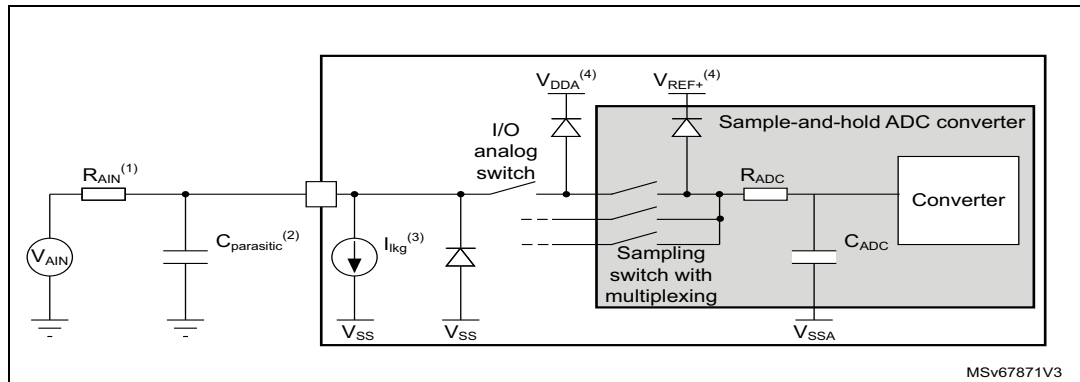 V_DDA(4)
V_REF+(4)
Sample-and-hold ADC converter
I/O
analog
switch
R_AIN(1)
R_ADC
Converter
V_AIN
C_parasitic(2)
I_lkg(3)
C_ADC
Sampling
switch with
multiplexing
V_SS
V_SS
V_SSA
MSv67871V3